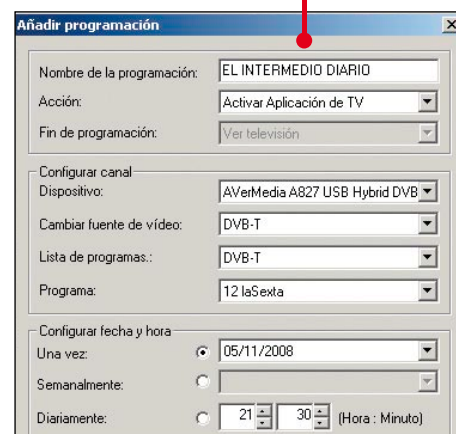 Añadir programación
Nombre de la programación: EL INTERMEDIO DIARIO
Acción: Activar Aplicación de TV
Fin de programación: Ver televisión
Configurar canal
Dispositivo: AVerMedia A827 USB Hybrid DVB
Cambiar fuente de vídeo: DVB-T
Lista de programas.: DVB-T
Programa: 12 laSexta
Configurar fecha y hora
Una vez: 05/11/2008
Semanalmente:
Diariamente: 21 30 (Hora : Minuto)